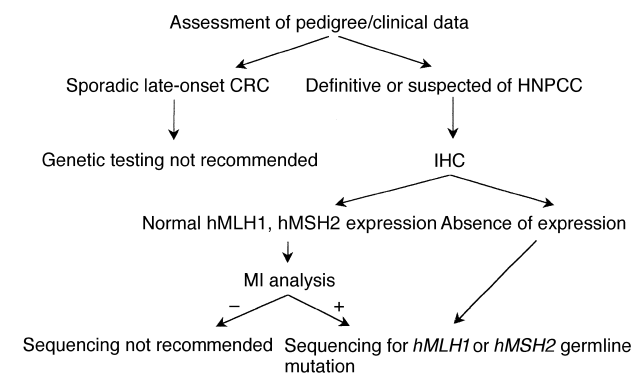 Assessment of pedigree/clinical data
Sporadic late-onset CRC
Definitive or suspected of HNPCC
Genetic testing not recommended
IHC
Normal hMLH1, hMSH2 expression
Absence of expression
MI analysis
– +
Sequencing not recommended
Sequencing for hMLH1 or hMSH2 germline
mutation